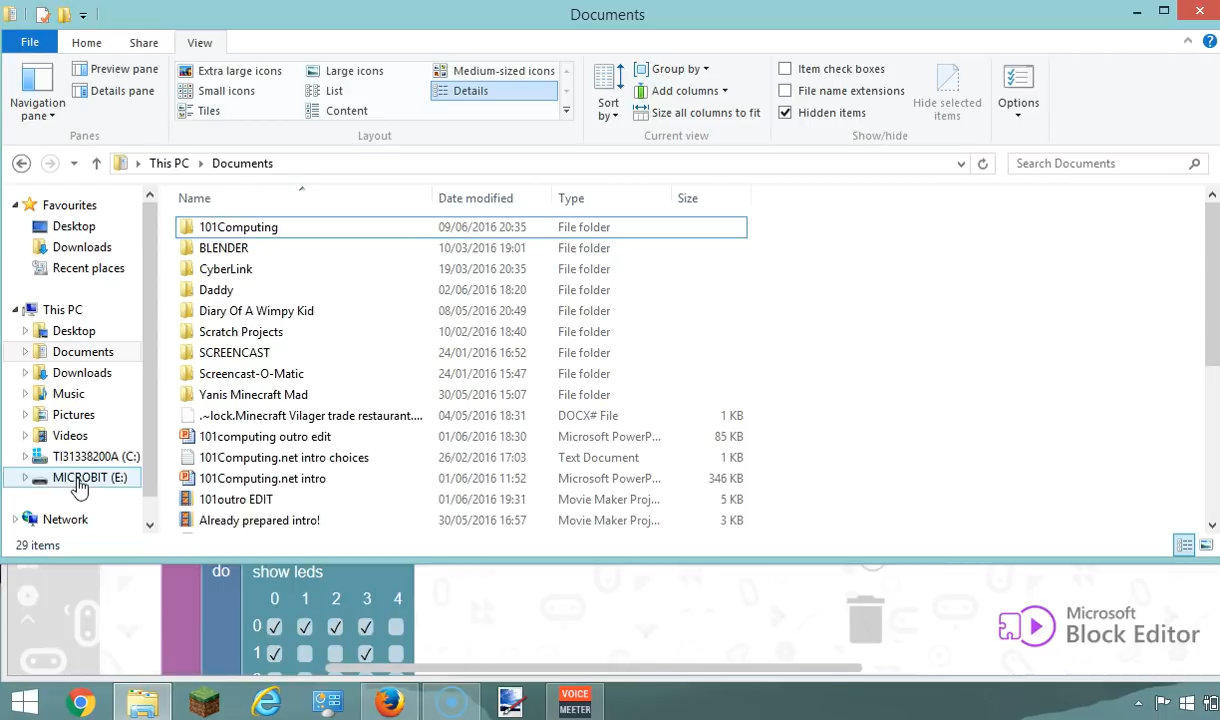 Documents
File Home Share View
Navigation pane
Preview pane
Details pane
Panes
Extra large icons Large icons Medium-sized icons
Small icons List Details
Tiles Content
Layout
Sort by
Group by
Add columns
Size all columns to fit
Current view
Item check boxes
File name extensions
Hidden items
Hide selected items
Show/hide
Options
This PC Documents
Search Documents
Favourites
Desktop
Downloads
Recent places
This PC
Desktop
Documents
Downloads
Music
Pictures
Videos
TI31338200A (C:)
MICROBIT (E:)
Network
Name Date modified Type Size
101Computing 09/06/2016 20:35 File folder
BLENDER 10/03/2016 19:01 File folder
CyberLink 19/03/2016 20:35 File folder
Daddy 02/06/2016 18:20 File folder
Diary Of A Wimpy Kid 08/05/2016 20:49 File folder
Scratch Projects 10/02/2016 18:40 File folder
SCREENCAST 24/01/2016 16:52 File folder
Screencast-O-Matic 24/01/2016 15:47 File folder
Yanis Minecraft Mad 30/05/2016 15:07 File folder
.~lock.Minecraft Vilager trade restaurant.... 04/05/2016 18:31 DOCX# File 1 KB
101computing outro edit 01/06/2016 18:30 Microsoft PowerP... 85 KB
101Computing.net intro choices 26/02/2016 17:03 Text Document 1 KB
101Computing.net intro 01/06/2016 11:52 Microsoft PowerP... 346 KB
101outro EDIT 01/06/2016 19:31 Movie Maker Proj... 5 KB
Already prepared intro! 30/05/2016 16:57 Movie Maker Proj... 3 KB
29 items
do show leds
0 1 2 3 4
0
1
Microsoft
Block Editor
VOICE
MEETER